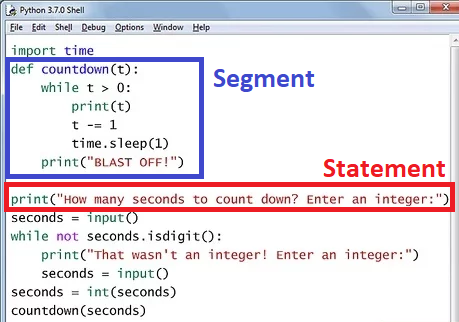 Python 3.7.0 Shell
File Edit Shell Debug Options Window Help
import time
def countdown(t):
    while t > 0:
        print(t)
        t -= 1
        time.sleep(1)
    print("BLAST OFF!")
Segment
Statement
print("How many seconds to count down? Enter an integer:")
seconds = input()
while not seconds.isdigit():
    print("That wasn't an integer! Enter an integer:")
    seconds = input()
seconds = int(seconds)
countdown(seconds)